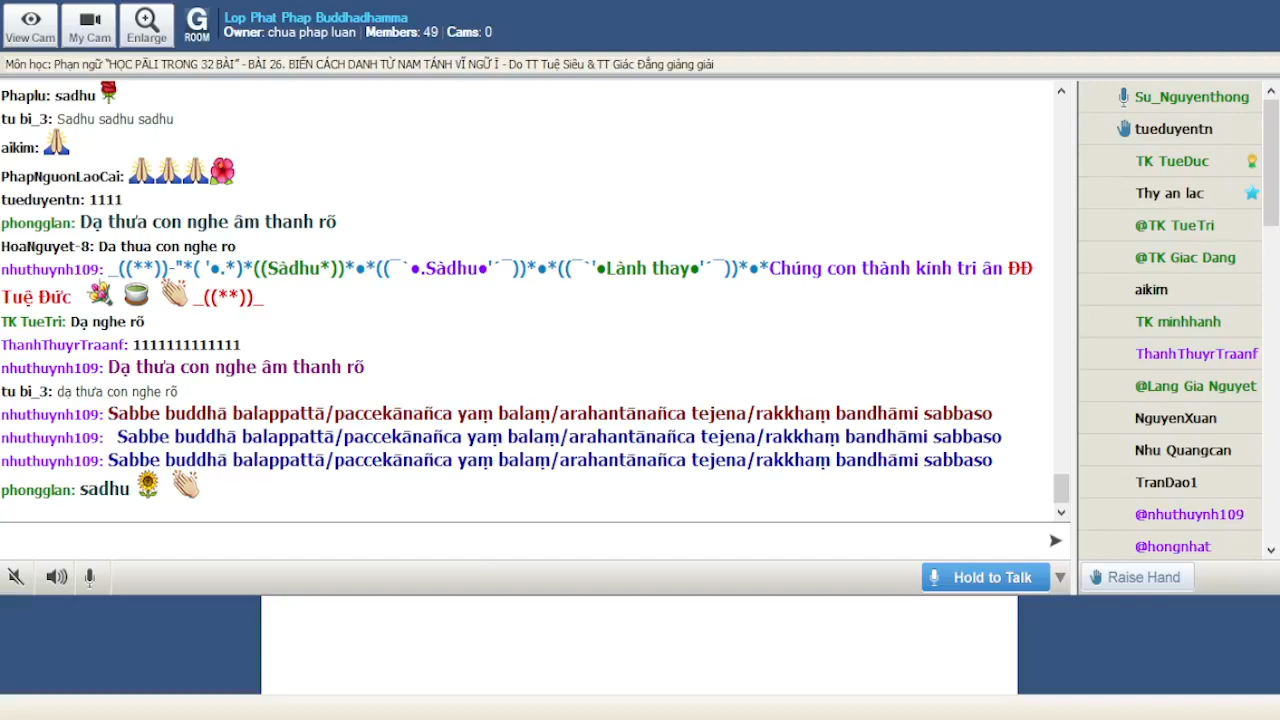 View Cam
My Cam
Enlarge
G
ROOM
Lop Phat Phap Buddhadhamma
Owner: chua phap luan | Members: 49 | Cams: 0
Môn học: Phạn ngữ "HỌC PĀLI TRONG 32 BÀI" - BÀI 26. BIẾN CÁCH DANH TỪ NAM TÁNH VĨ NGỮ Ī - Do TT Tuệ Siêu & TT Giác Đẳng giảng giải
Phaplu: sadhu
tu bi_3: Sadhu sadhu sadhu
aikim:
PhapNguonLaoCai:
tueduyentn: 1111
phongglan: Dạ thưa con nghe âm thanh rõ
HoaNguyet-8: Da thua con nghe ro
nhuthuynh109: _((**))-"*( '●.*)*((Sàdhu*))*●*((¯`●.Sàdhu●'´¯))*●*((¯`'●Lành thay●'´¯))*●*Chúng con thành kính tri ân ĐĐ
Tuệ Đức _((**))_
TK TueTri: Dạ nghe rõ
ThanhThuyrTraanf: 1111111111111
nhuthuynh109: Dạ thưa con nghe âm thanh rõ
tu bi_3: dạ thưa con nghe rõ
nhuthuynh109: Sabbe buddhā balappattā/paccekānañca yaṃ balaṃ/arahantānañca tejena/rakkhaṃ bandhāmi sabbaso
nhuthuynh109: Sabbe buddhā balappattā/paccekānañca yaṃ balaṃ/arahantānañca tejena/rakkhaṃ bandhāmi sabbaso
nhuthuynh109: Sabbe buddhā balappattā/paccekānañca yaṃ balaṃ/arahantānañca tejena/rakkhaṃ bandhāmi sabbaso
phongglan: sadhu
Hold to Talk
Su_Nguyenthong
tueduyentn
TK TueDuc
Thy an lac
@TK TueTri
@TK Giac Dang
aikim
TK minhhanh
ThanhThuyrTraanf
@Lang Gia Nguyet
NguyenXuan
Nhu Quangcan
TranDao1
@nhuthuynh109
@hongnhat
Raise Hand